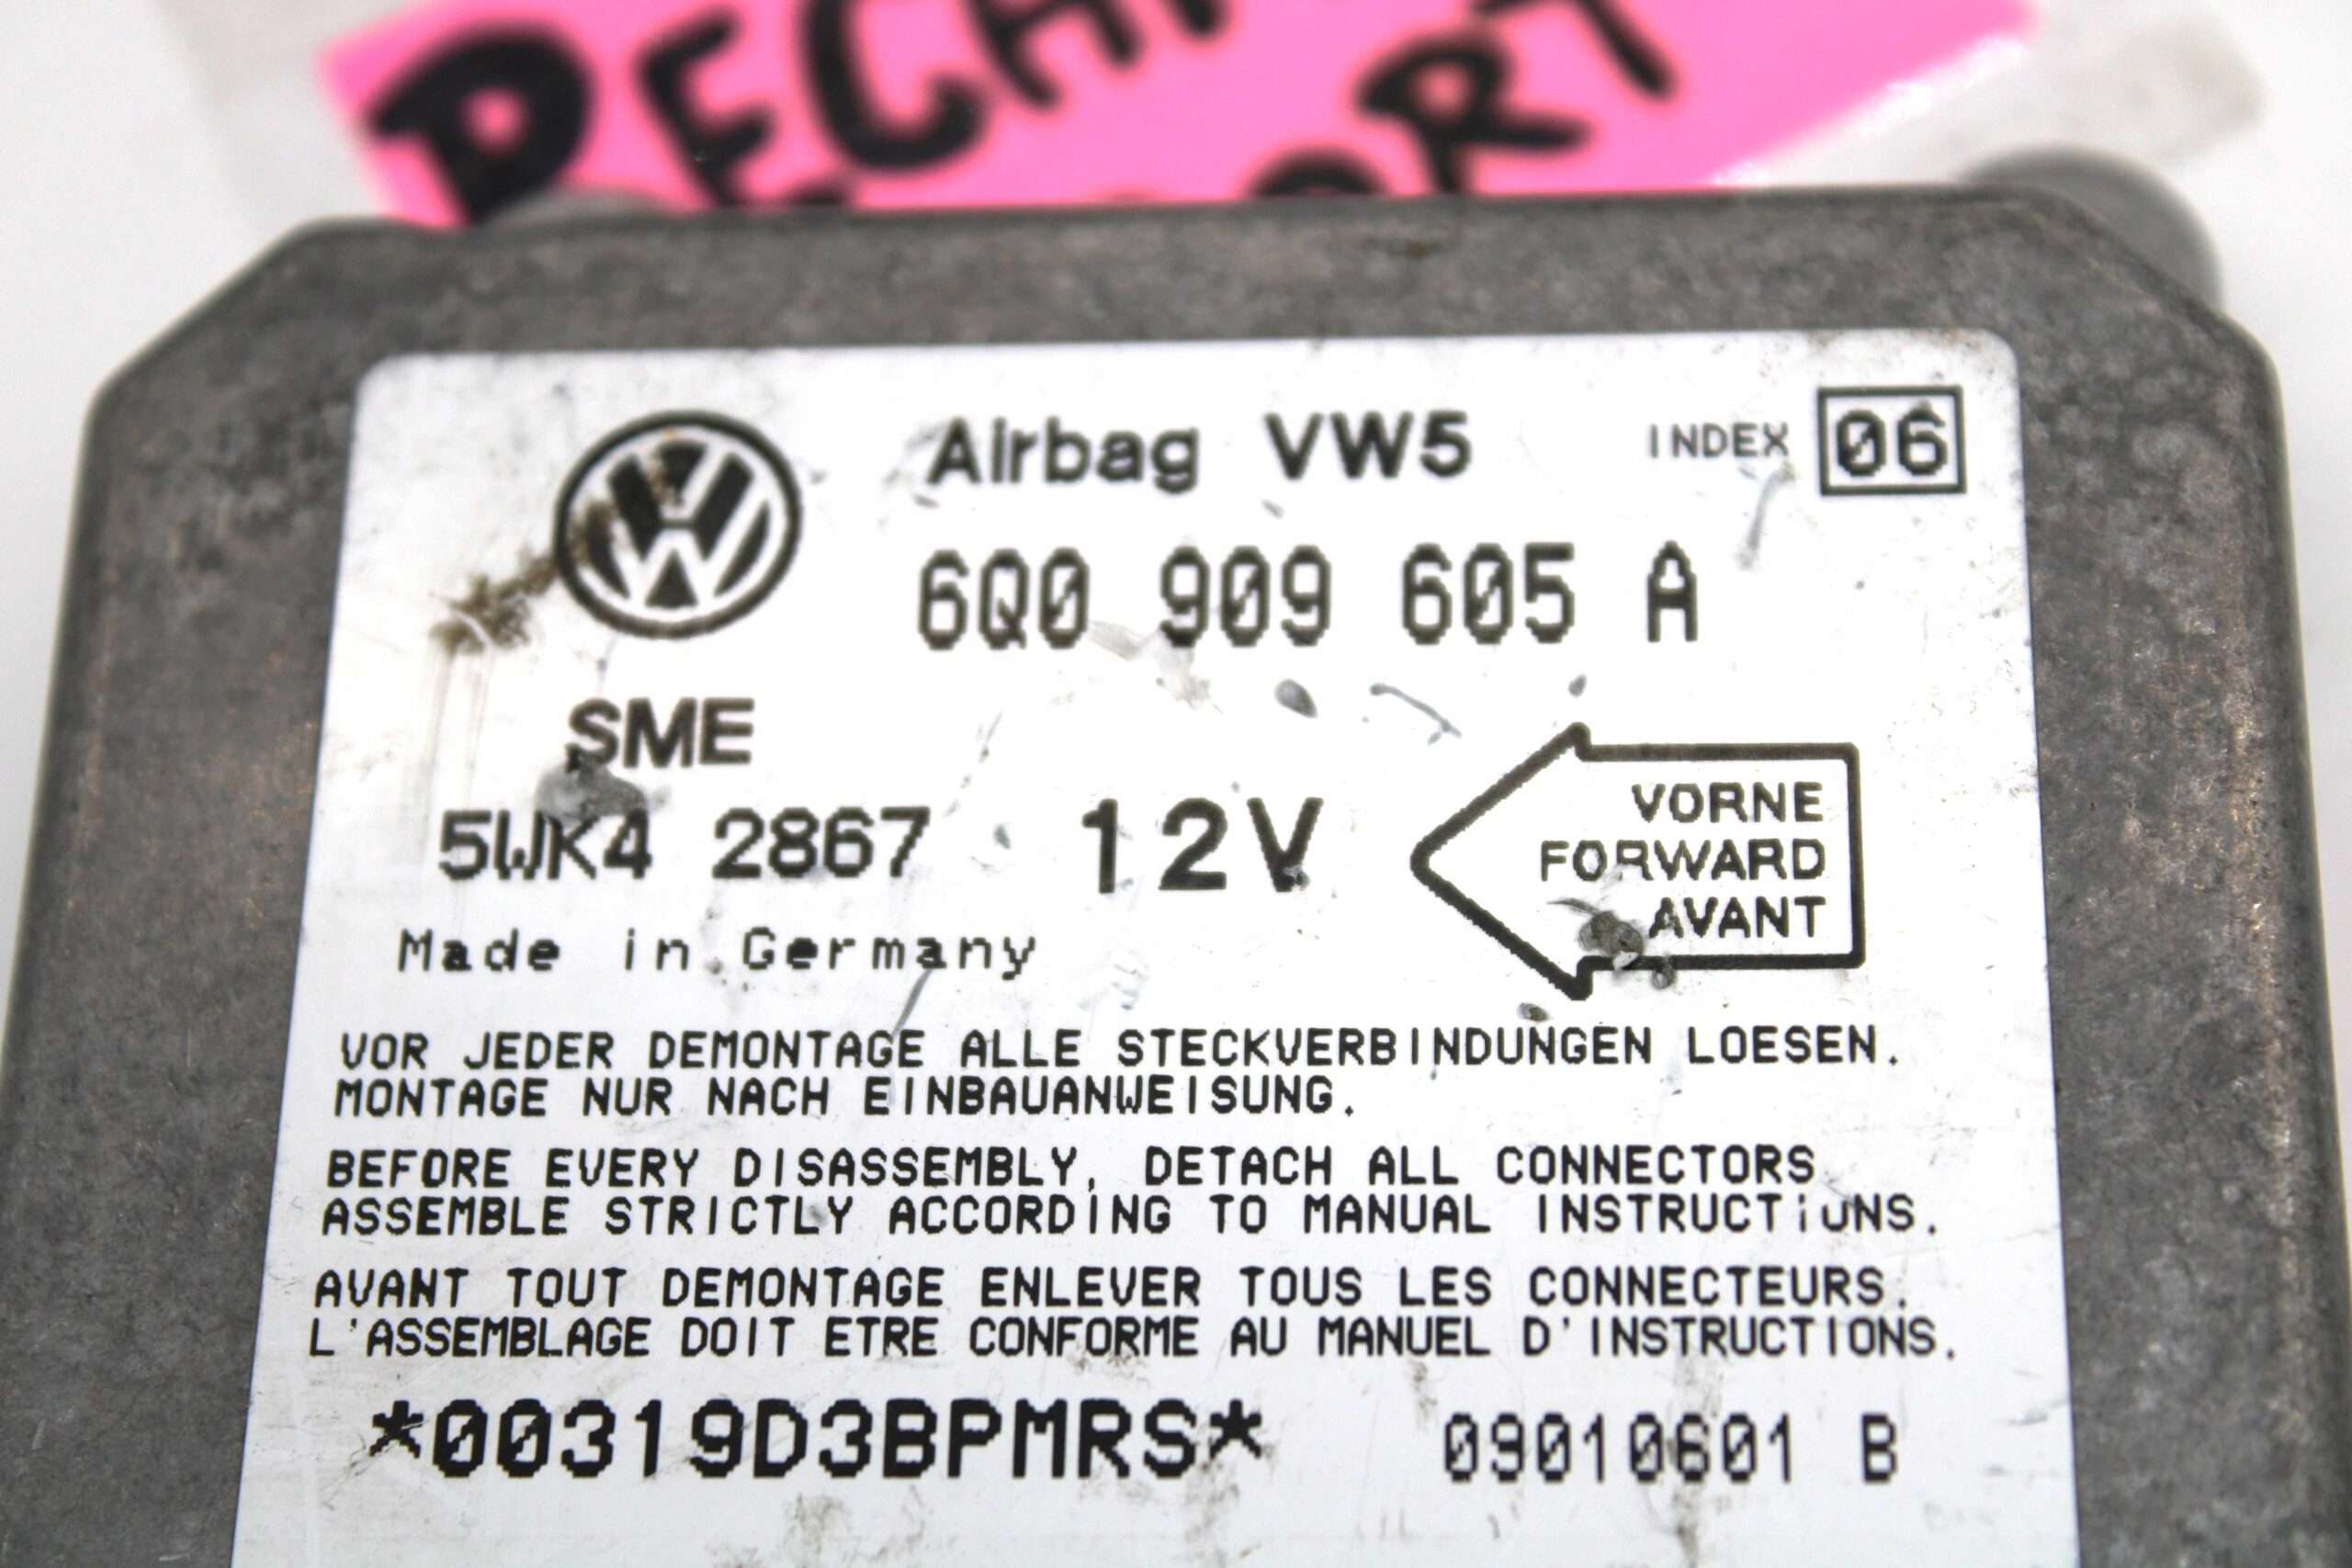 Airbag VW5 INDEX 06
6Q0 909 605 A
SME
5WK4 2867 12V
VORNE
FORWARD
AVANT
Made in Germany
VOR JEDER DEMONTAGE ALLE STECKVERBINDUNGEN LOESEN.
MONTAGE NUR NACH EINBAUANWEISUNG.
BEFORE EVERY DISASSEMBLY, DETACH ALL CONNECTORS
ASSEMBLE STRICTLY ACCORDING TO MANUAL INSTRUCTIONS.
AVANT TOUT DEMONTAGE ENLEVER TOUS LES CONNECTEURS.
L'ASSEMBLAGE DOIT ETRE CONFORME AU MANUEL D'INSTRUCTIONS.
*00319D3BPMRS* 09010601 B